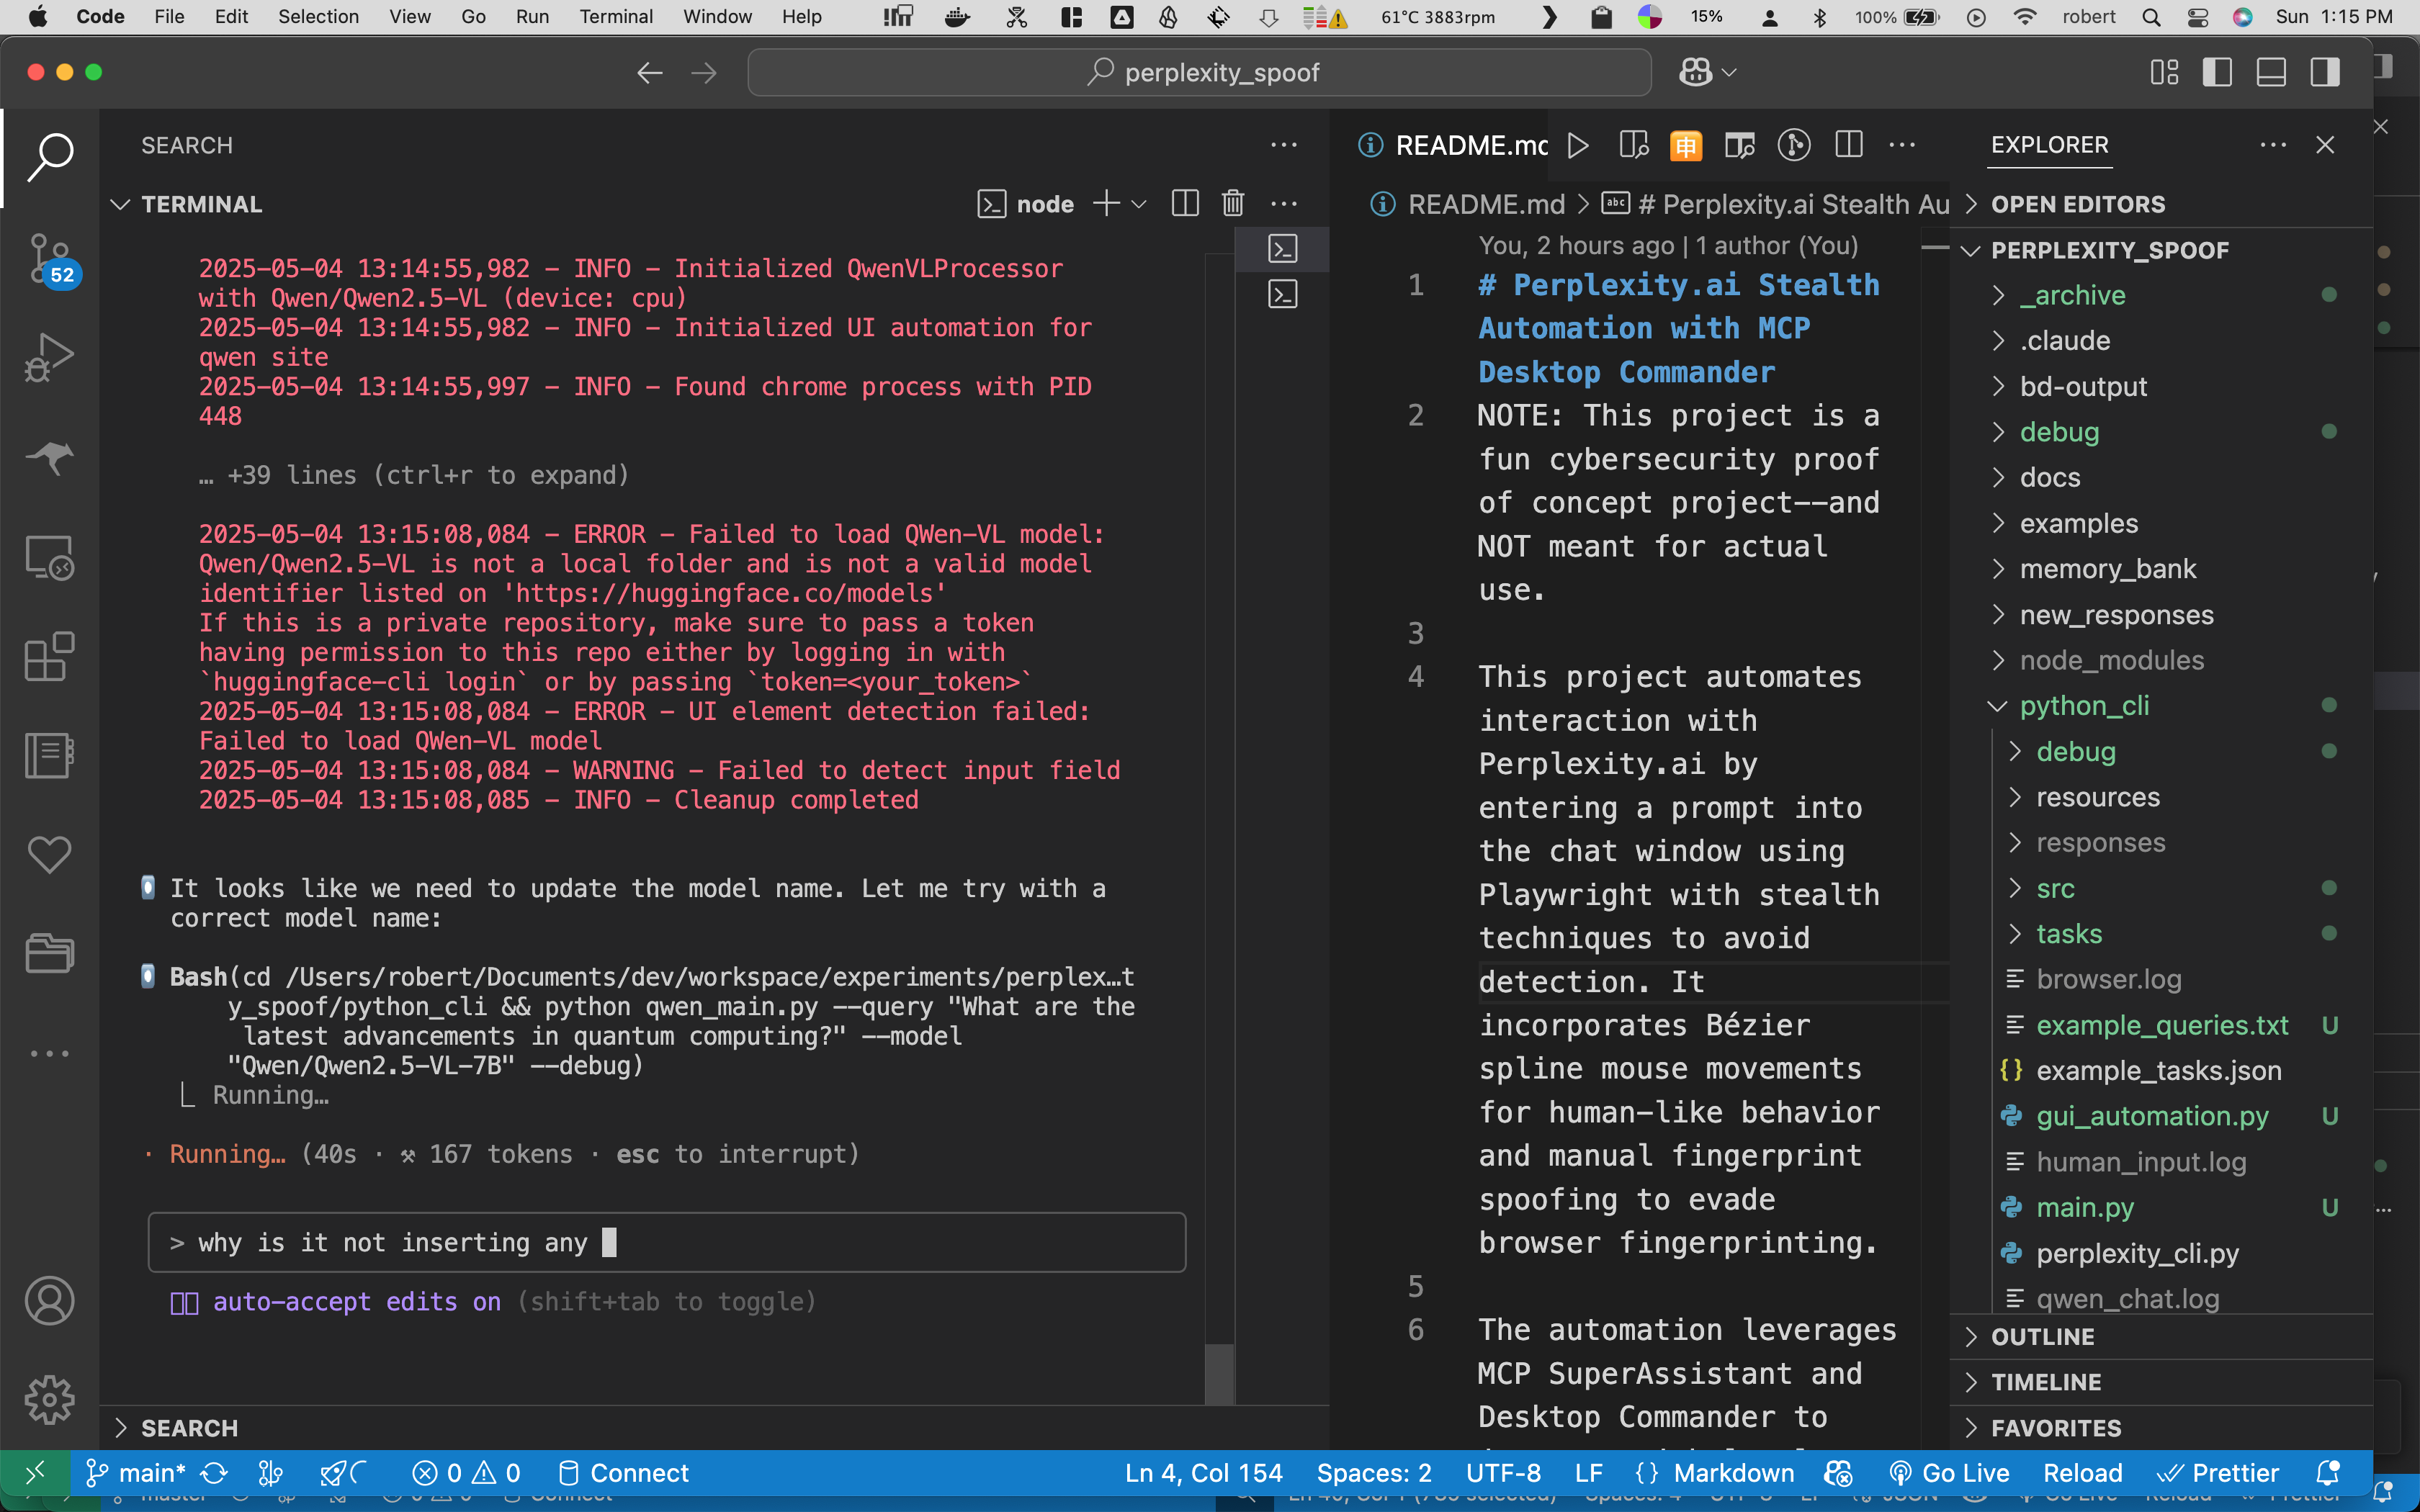 Code File Edit Selection View Go Run Terminal Window Help 61°C 3883rpm 15% 100% robert Sun 1:15 PM
perplexity_spoof
SEARCH
TERMINAL
node
2025-05-04 13:14:55,982 - INFO - Initialized QwenVLProcessor
with Qwen/Qwen2.5-VL (device: cpu)
2025-05-04 13:14:55,982 - INFO - Initialized UI automation for
qwen site
2025-05-04 13:14:55,997 - INFO - Found chrome process with PID
448
… +39 lines (ctrl+r to expand)
2025-05-04 13:15:08,084 - ERROR - Failed to load QWen-VL model:
Qwen/Qwen2.5-VL is not a local folder and is not a valid model
identifier listed on 'https://huggingface.co/models'
If this is a private repository, make sure to pass a token
having permission to this repo either by logging in with
`huggingface-cli login` or by passing `token=<your_token>`
2025-05-04 13:15:08,084 - ERROR - UI element detection failed:
Failed to load QWen-VL model
2025-05-04 13:15:08,084 - WARNING - Failed to detect input field
2025-05-04 13:15:08,085 - INFO - Cleanup completed
It looks like we need to update the model name. Let me try with a
correct model name:
Bash(cd /Users/robert/Documents/dev/workspace/experiments/perplex…t
y_spoof/python_cli && python qwen_main.py --query "What are the
latest advancements in quantum computing?" --model
"Qwen/Qwen2.5-VL-7B" --debug)
Running…
· Running… (40s · ⚒ 167 tokens · esc to interrupt)
> why is it not inserting any
auto-accept edits on (shift+tab to toggle)
SEARCH
52
README.md
README.md > # Perplexity.ai Stealth Au
You, 2 hours ago | 1 author (You)
1 # Perplexity.ai Stealth
Automation with MCP
Desktop Commander
2 NOTE: This project is a
fun cybersecurity proof
of concept project--and
NOT meant for actual
use.
3
4 This project automates
interaction with
Perplexity.ai by
entering a prompt into
the chat window using
Playwright with stealth
techniques to avoid
detection. It
incorporates Bézier
spline mouse movements
for human-like behavior
and manual fingerprint
spoofing to evade
browser fingerprinting.
5
6 The automation leverages
MCP SuperAssistant and
Desktop Commander to
EXPLORER
OPEN EDITORS
PERPLEXITY_SPOOF
_archive
.claude
bd-output
debug
docs
examples
memory_bank
new_responses
node_modules
python_cli
debug
resources
responses
src
tasks
browser.log
example_queries.txt U
{} example_tasks.json
gui_automation.py U
human_input.log
main.py U
perplexity_cli.py
qwen_chat.log
OUTLINE
TIMELINE
FAVORITES
main* 0 0 Connect Ln 4, Col 154 Spaces: 2 UTF-8 LF {} Markdown Go Live Reload Prettier